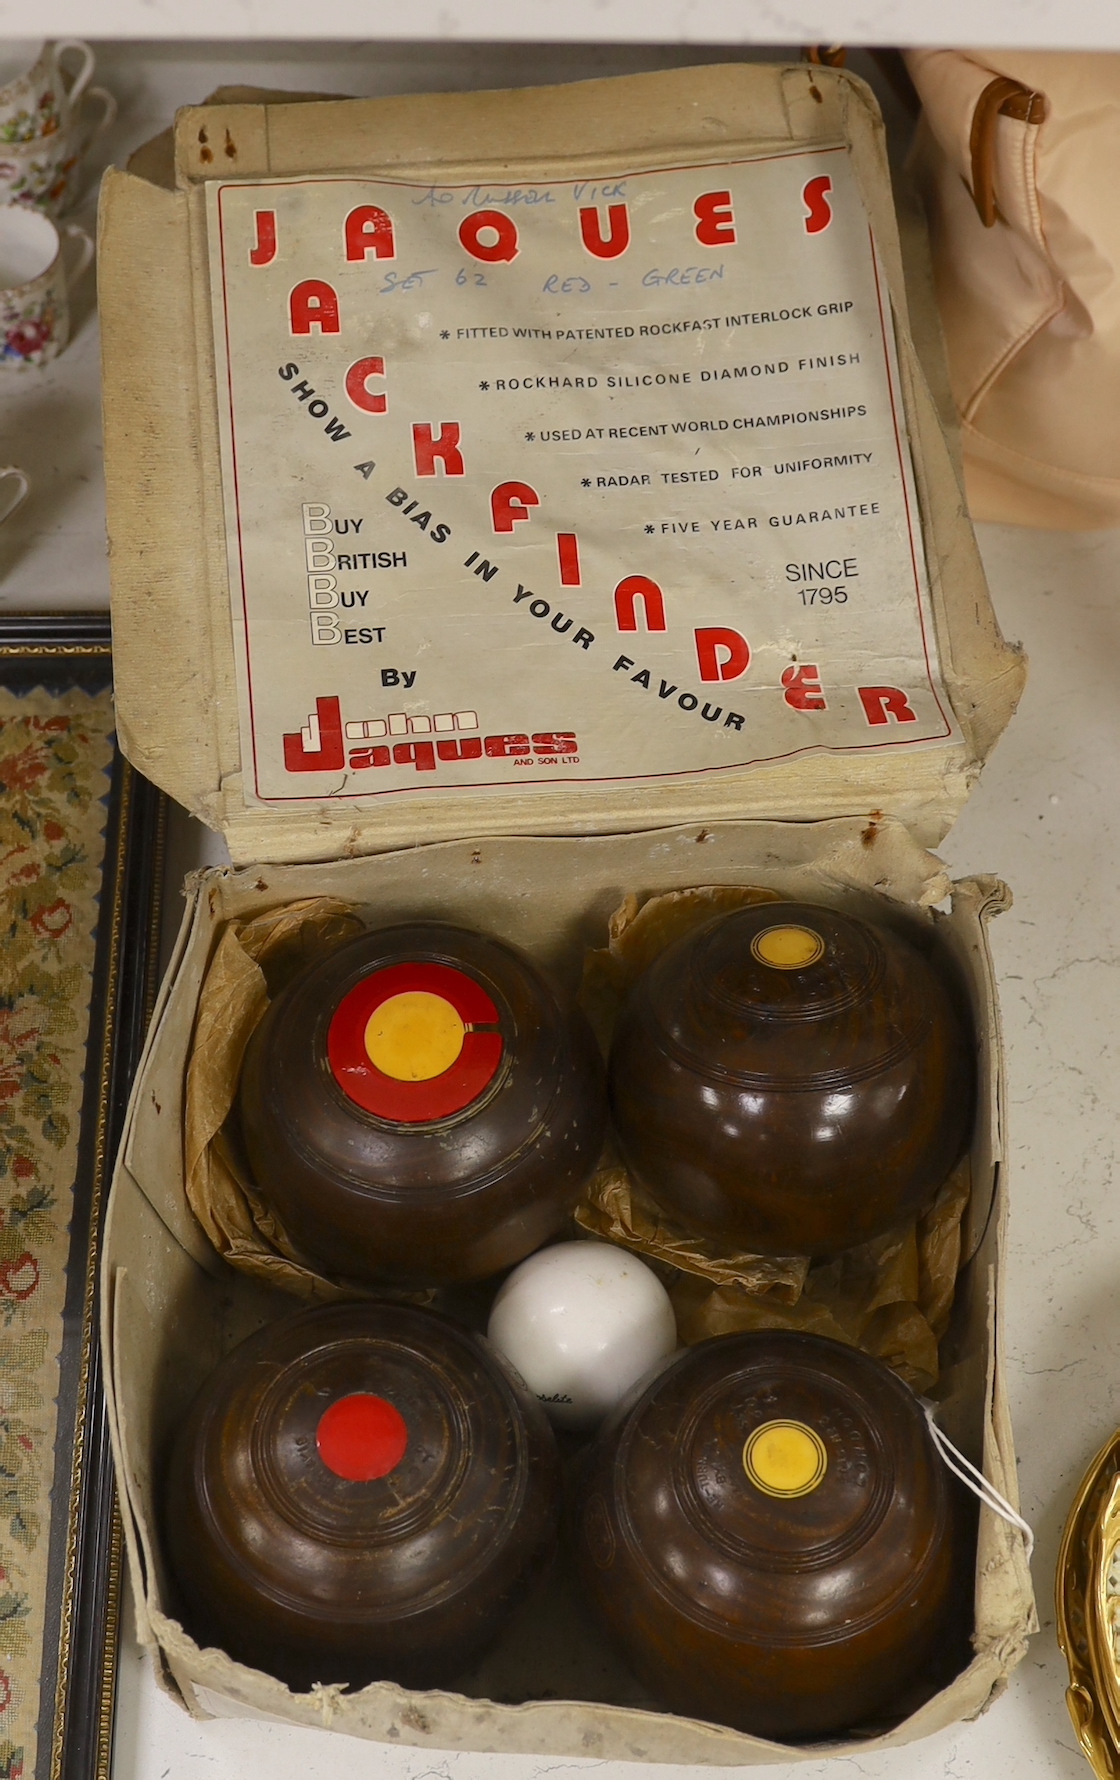 VICK
JAQUES
SET 62 RED - GREEN
JACKFINDER
* FITTED WITH PATENTED ROCKFAST INTERLOCK GRIP
* ROCKHARD SILICONE DIAMOND FINISH
* USED AT RECENT WORLD CHAMPIONSHIPS
* RADAR TESTED FOR UNIFORMITY
* FIVE YEAR GUARANTEE
SHOW A BIAS IN YOUR FAVOUR
BUY
BRITISH
BUY
BEST
SINCE
1795
By
John
Jaques
AND SON LTD